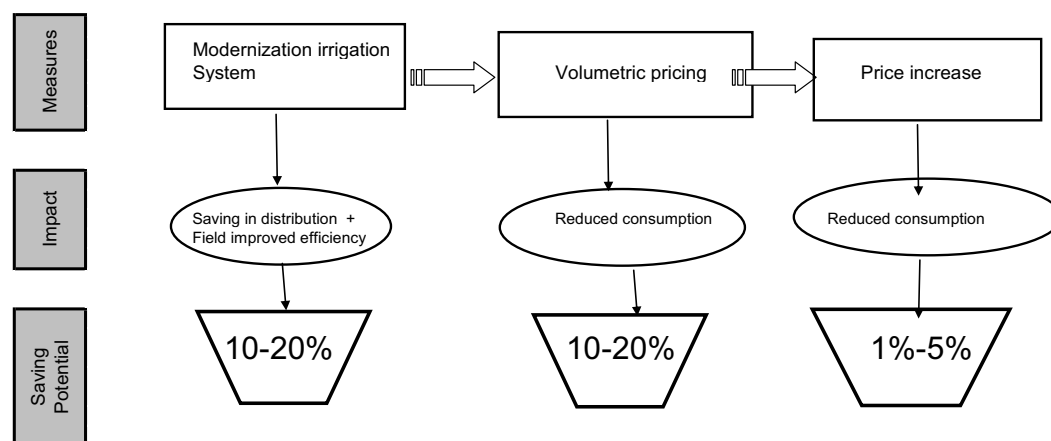 Measures
Modernization irrigation
System
Volumetric pricing
Price increase
Impact
Saving in distribution +
Field improved efficiency
Reduced consumption
Reduced consumption
Saving
Potential
10-20%
10-20%
1%-5%